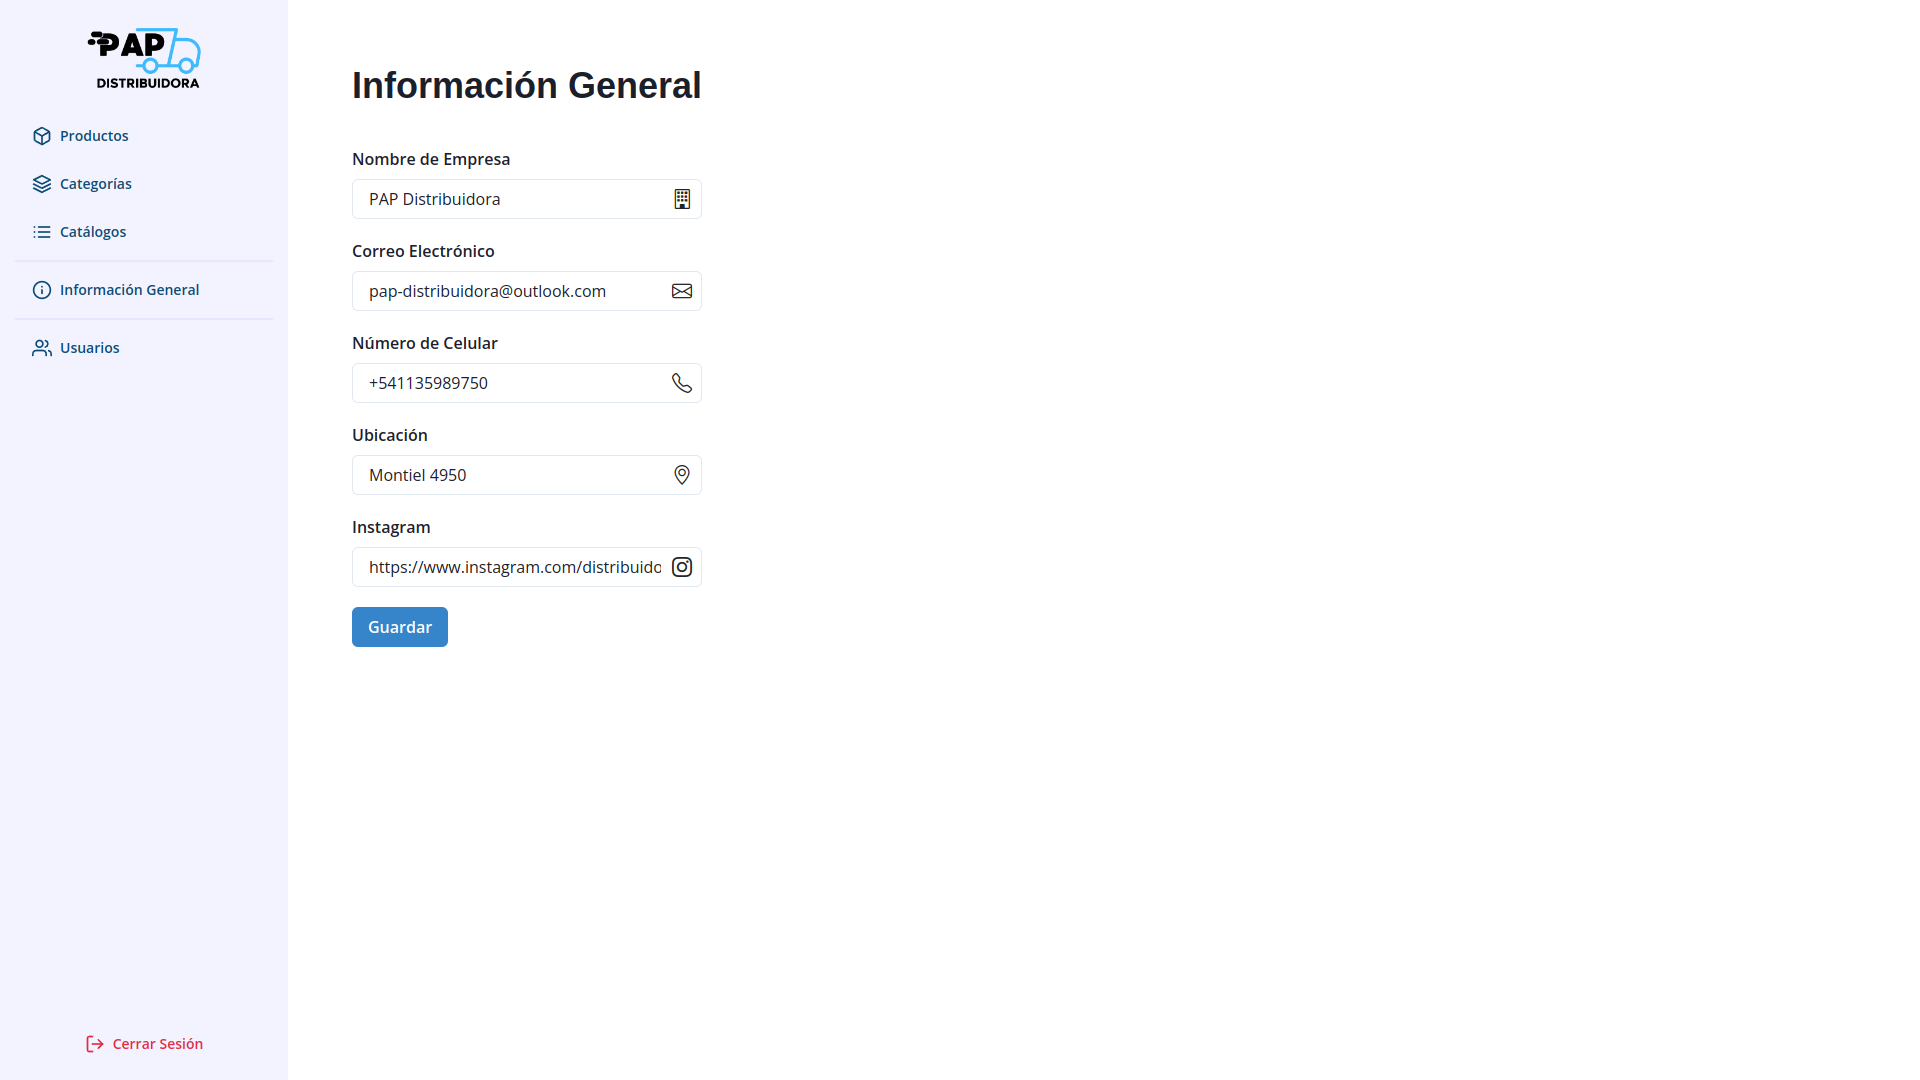 PAP
DISTRIBUIDORA
Productos
Categorías
Catálogos
Información General
Usuarios
Cerrar Sesión
Información General
Nombre de Empresa
PAP Distribuidora
Correo Electrónico
pap-distribuidora@outlook.com
Número de Celular
+541135989750
Ubicación
Montiel 4950
Instagram
https://www.instagram.com/distribuido
Guardar